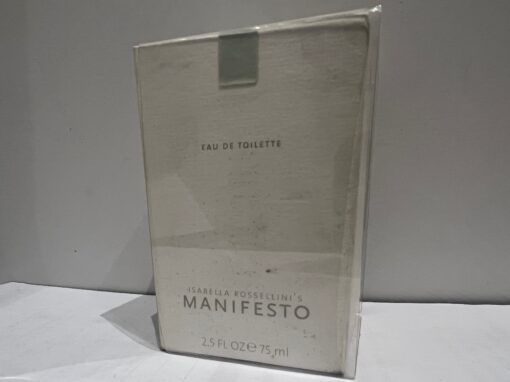 EAU DE TOILETTE
ISABELLA ROSSELLINI'S
MANIFESTO
2.5 FL OZ ℮ 75 ml